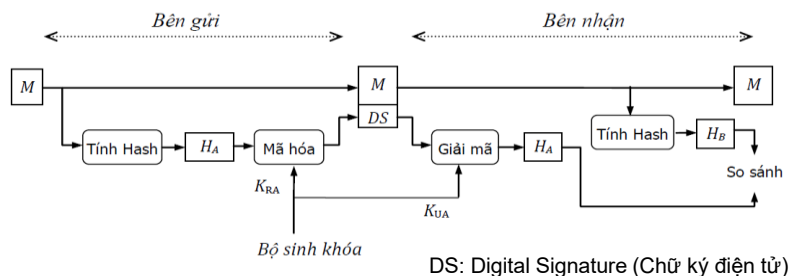 Bên gửi
Bên nhận
M
M
M
DS
Tính Hash
H_A
Mã hóa
Giải mã
H_A
Tính Hash
H_B
So sánh
K_RA
K_UA
Bộ sinh khóa
DS: Digital Signature (Chữ ký điện tử)